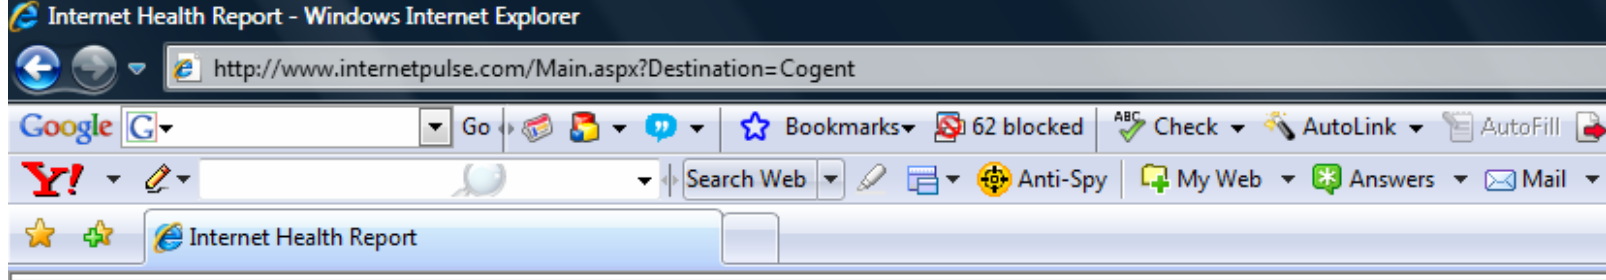 Internet Health Report - Windows Internet Explorer
http://www.internetpulse.com/Main.aspx?Destination=Cogent
Google G Go Bookmarks 62 blocked ABC Check AutoLink AutoFill
Y! Search Web Anti-Spy My Web Answers Mail
Internet Health Report